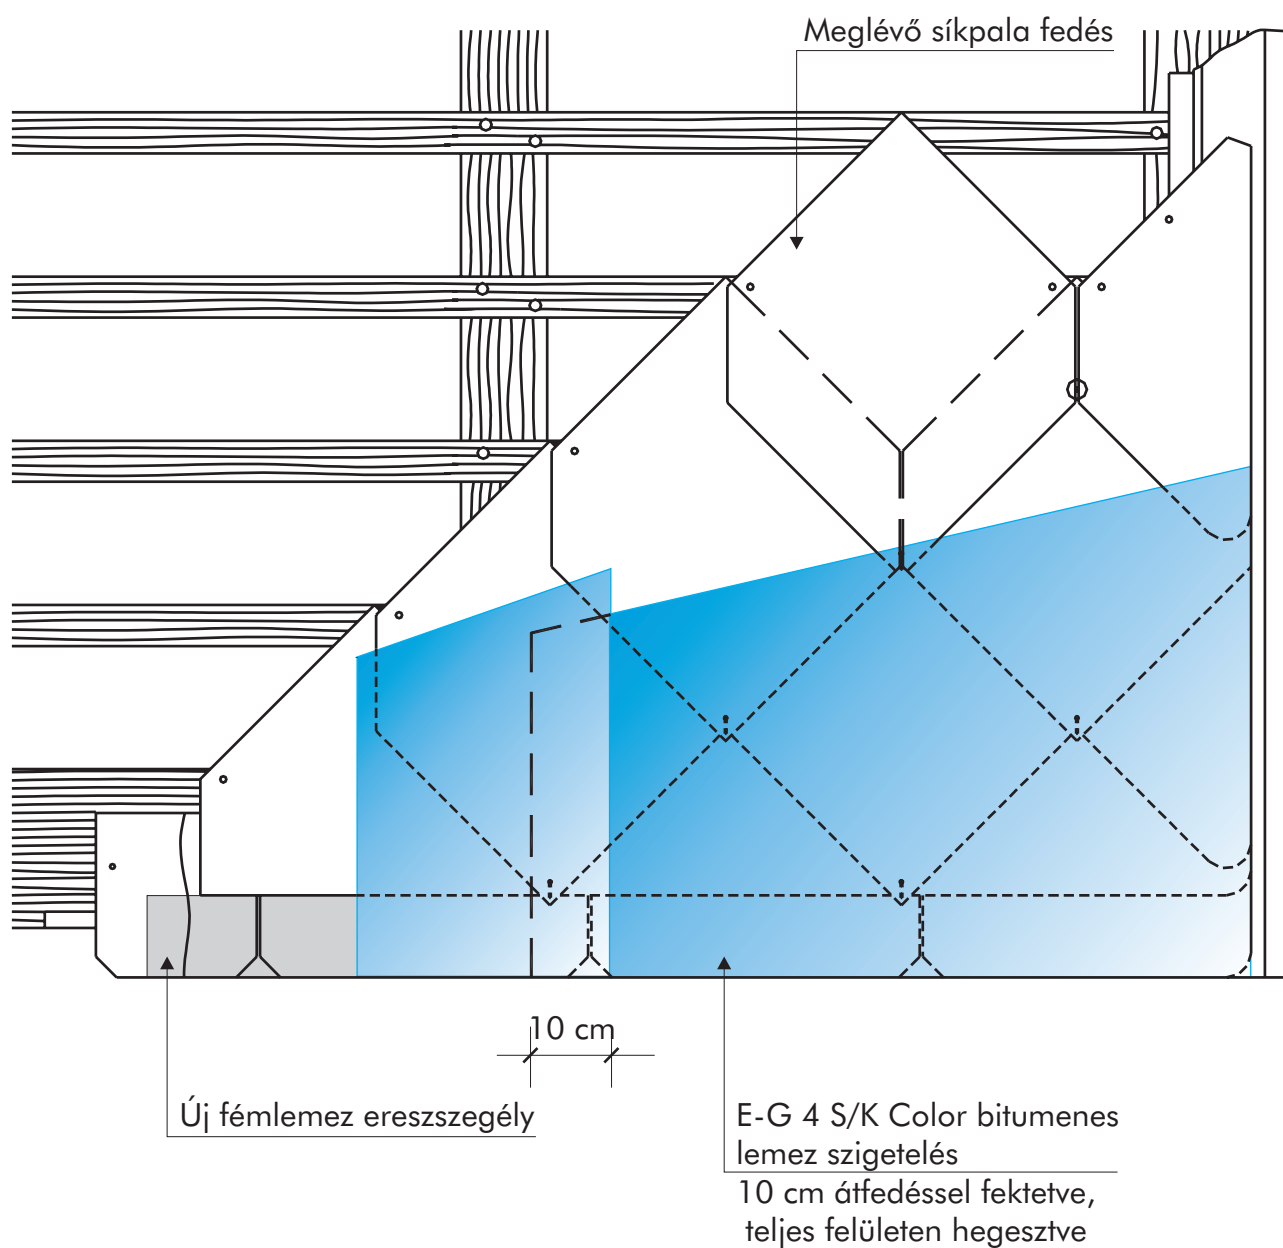 Meglévő síkpala fedés
10 cm
Új fémlemez ereszszegély
E-G 4 S/K Color bitumenes
lemez szigetelés
10 cm átfedéssel fektetve,
teljes felületen hegesztve